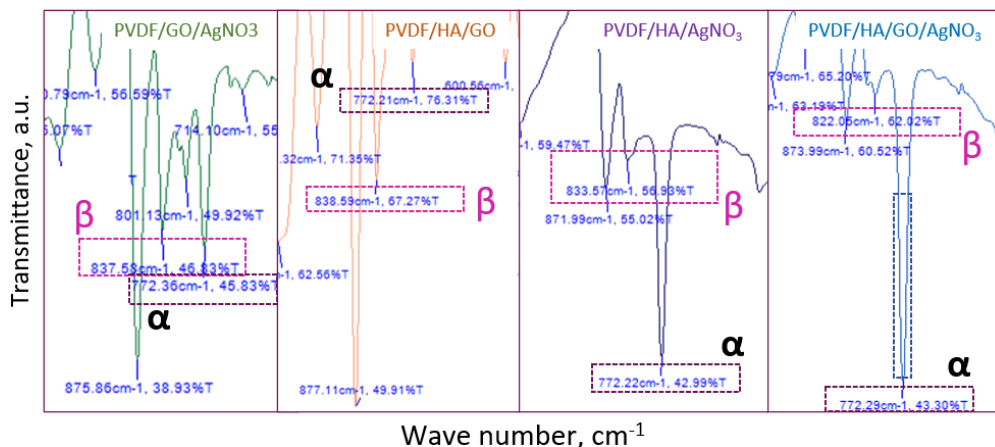 Transmittance, a.u.
PVDF/GO/AgNO3
0.79cm-1, 56.59%T
6.07%T
714.10cm-1, 55
801.13cm-1, 49.92%T
β
837.58cm-1, 46.83%T
772.36cm-1, 45.83%T
α
875.86cm-1, 38.93%T
PVDF/HA/GO
α
600.56cm-1,
772.21cm-1, 76.31%T
.32cm-1, 71.35%T
838.59cm-1, 67.27%T
β
-1, 62.56%T
877.11cm-1, 49.91%T
PVDF/HA/AgNO₃
-1, 59.47%T
833.57cm-1, 56.93%T
β
871.99cm-1, 55.02%T
α
772.22cm-1, 42.99%T
PVDF/HA/GO/AgNO₃
79cm-1, 65.20%T
m-1, 63.19%T
822.05cm-1, 62.02%T
873.99cm-1, 60.52%T
β
α
772.29cm-1, 43.30%T
Wave number, cm⁻¹